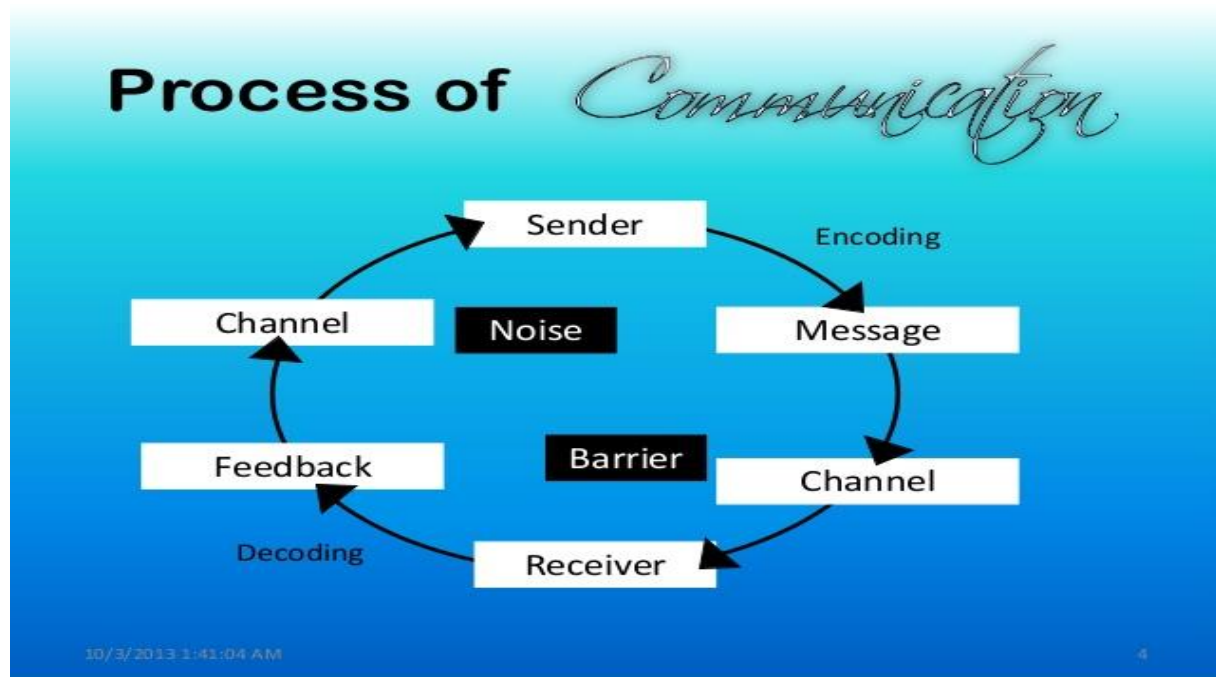 Process of Communication
Sender
Encoding
Channel
Noise
Message
Barrier
Feedback
Channel
Decoding
Receiver
10/3/2013 1:41:04 AM
4